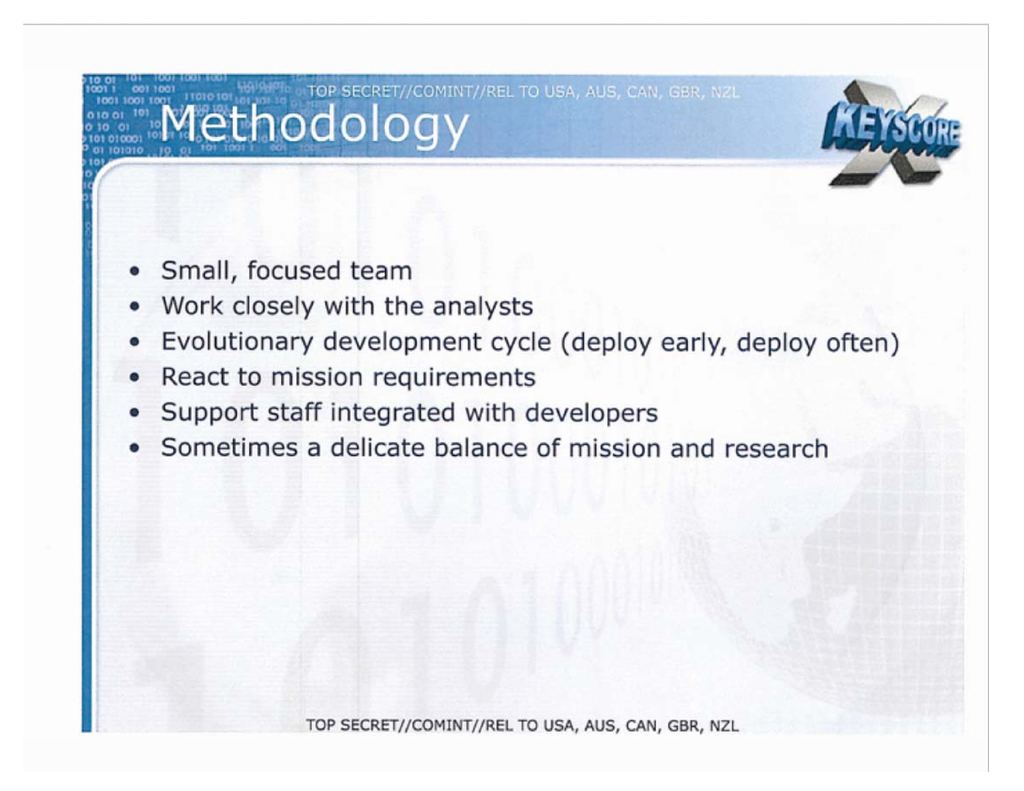 TOP SECRET//COMINT//REL TO USA, AUS, CAN, GBR, NZL
Methodology
X
KEYSCORE
• Small, focused team
• Work closely with the analysts
• Evolutionary development cycle (deploy early, deploy often)
• React to mission requirements
• Support staff integrated with developers
• Sometimes a delicate balance of mission and research
TOP SECRET//COMINT//REL TO USA, AUS, CAN, GBR, NZL